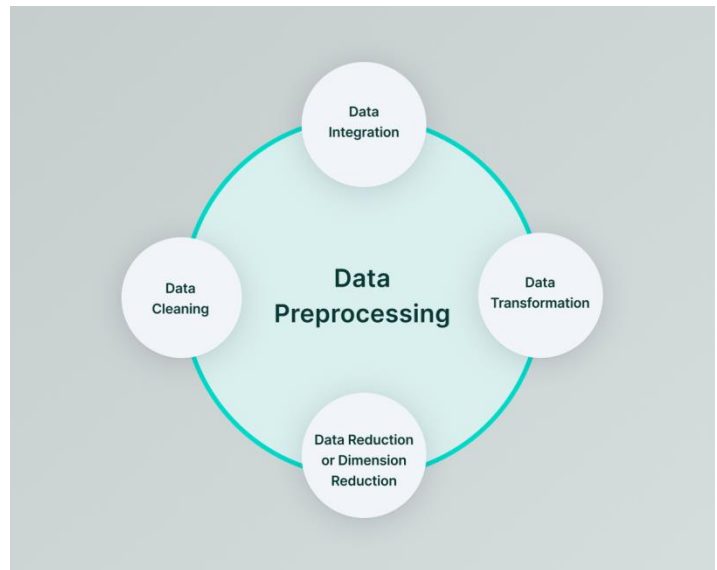 Data
Integration
Data
Cleaning
Data
Preprocessing
Data
Transformation
Data Reduction
or Dimension
Reduction